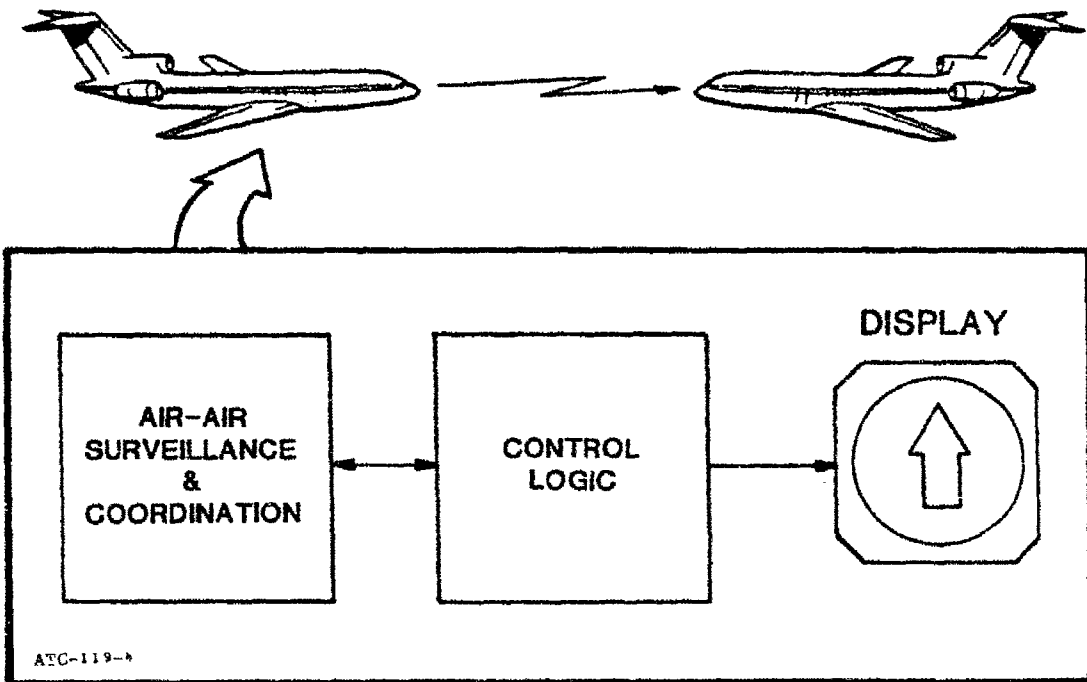 DISPLAY
AIR-AIR
SURVEILLANCE
&
COORDINATION
CONTROL
LOGIC